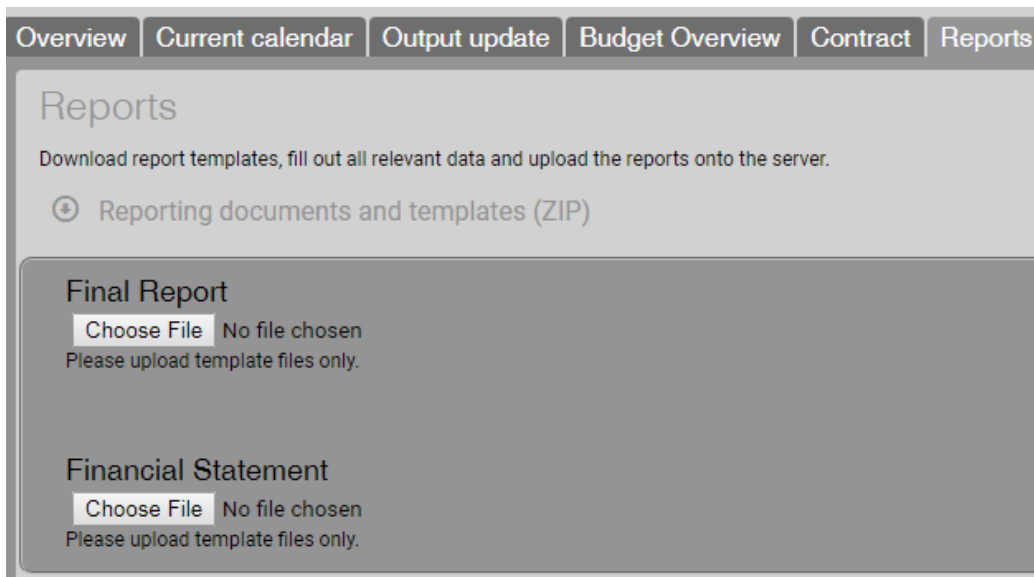 Overview Current calendar Output update Budget Overview Contract Reports
Reports
Download report templates, fill out all relevant data and upload the reports onto the server.
Reporting documents and templates (ZIP)
Final Report
Choose File No file chosen
Please upload template files only.
Financial Statement
Choose File No file chosen
Please upload template files only.